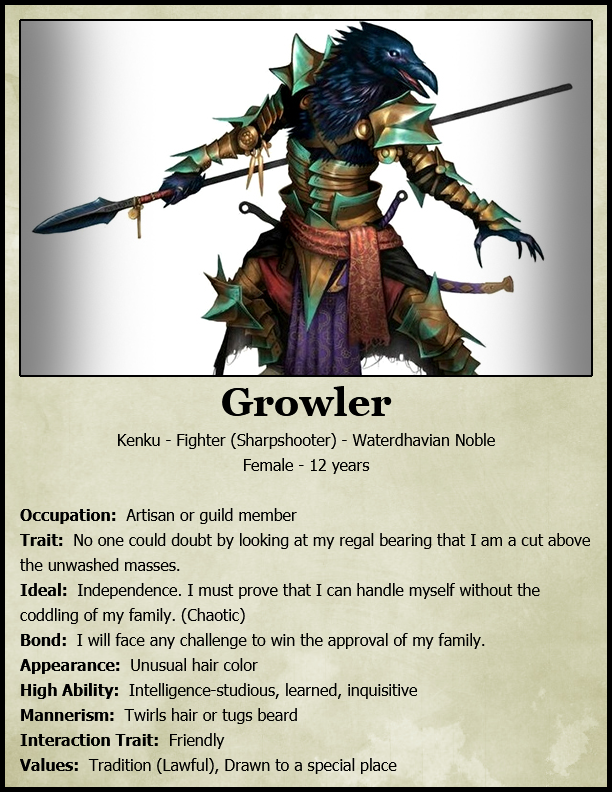 Growler
Kenku - Fighter (Sharpshooter) - Waterdhavian Noble
Female - 12 years
Occupation: Artisan or guild member
Trait: No one could doubt by looking at my regal bearing that I am a cut above
the unwashed masses.
Ideal: Independence. I must prove that I can handle myself without the
coddling of my family. (Chaotic)
Bond: I will face any challenge to win the approval of my family.
Appearance: Unusual hair color
High Ability: Intelligence-studious, learned, inquisitive
Mannerism: Twirls hair or tugs beard
Interaction Trait: Friendly
Values: Tradition (Lawful), Drawn to a special place